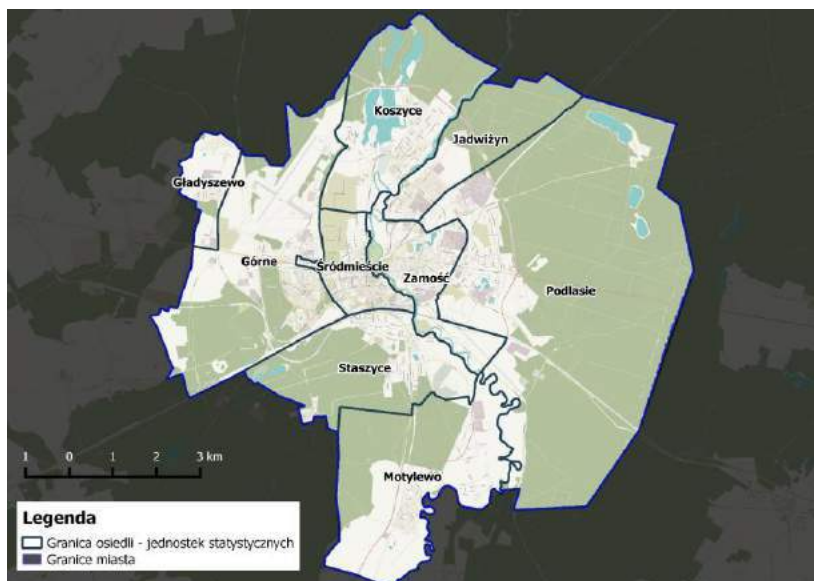 Koszyce
Jadwiżyn
Gładyszewo
Górne
Śródmieście
Zamość
Podlasie
Staszyce
Motylewo
1 0 1 2 3 km
Legenda
Granica osiedli - jednostek statystycznych
Granice miasta